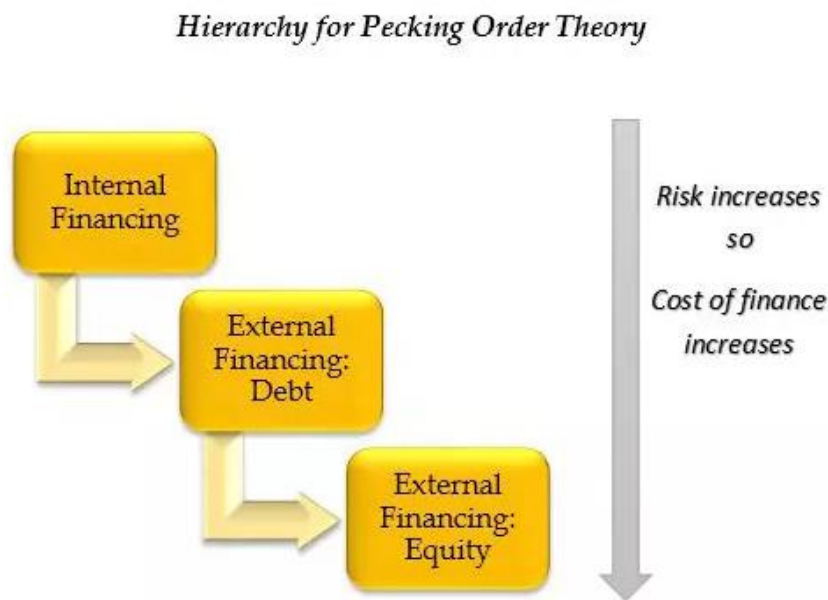 Hierarchy for Pecking Order Theory
Internal
Financing
External
Financing:
Debt
External
Financing:
Equity
Risk increases
so
Cost of finance
increases